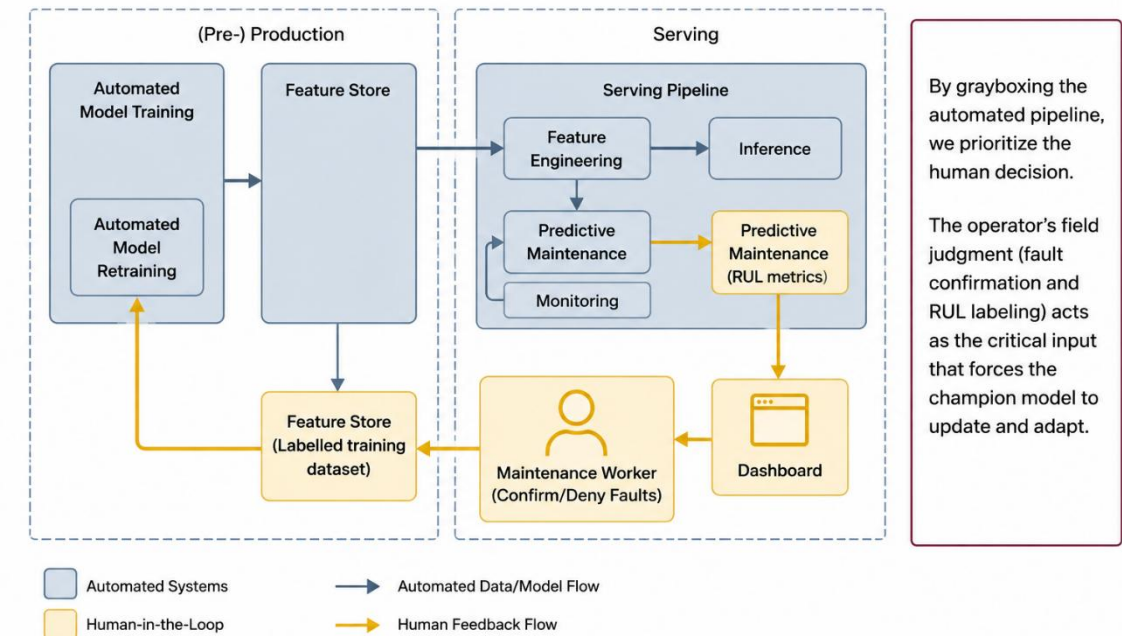 (Pre-) Production
Automated
Model Training
Automated
Model
Retraining
Feature Store
Feature Store
(Labelled training
dataset)
Serving
Serving Pipeline
Feature
Engineering
Inference
Predictive
Maintenance
Predictive
Maintenance
(RUL metrics)
Monitoring
Maintenance Worker
(Confirm/Deny Faults)
Dashboard
By grayboxing the
automated pipeline,
we prioritize the
human decision.
The operator’s field
judgment (fault
confirmation and
RUL labeling) acts
as the critical input
that forces the
champion model to
update and adapt.
Automated Systems
Automated Data/Model Flow
Human-in-the-Loop
Human Feedback Flow